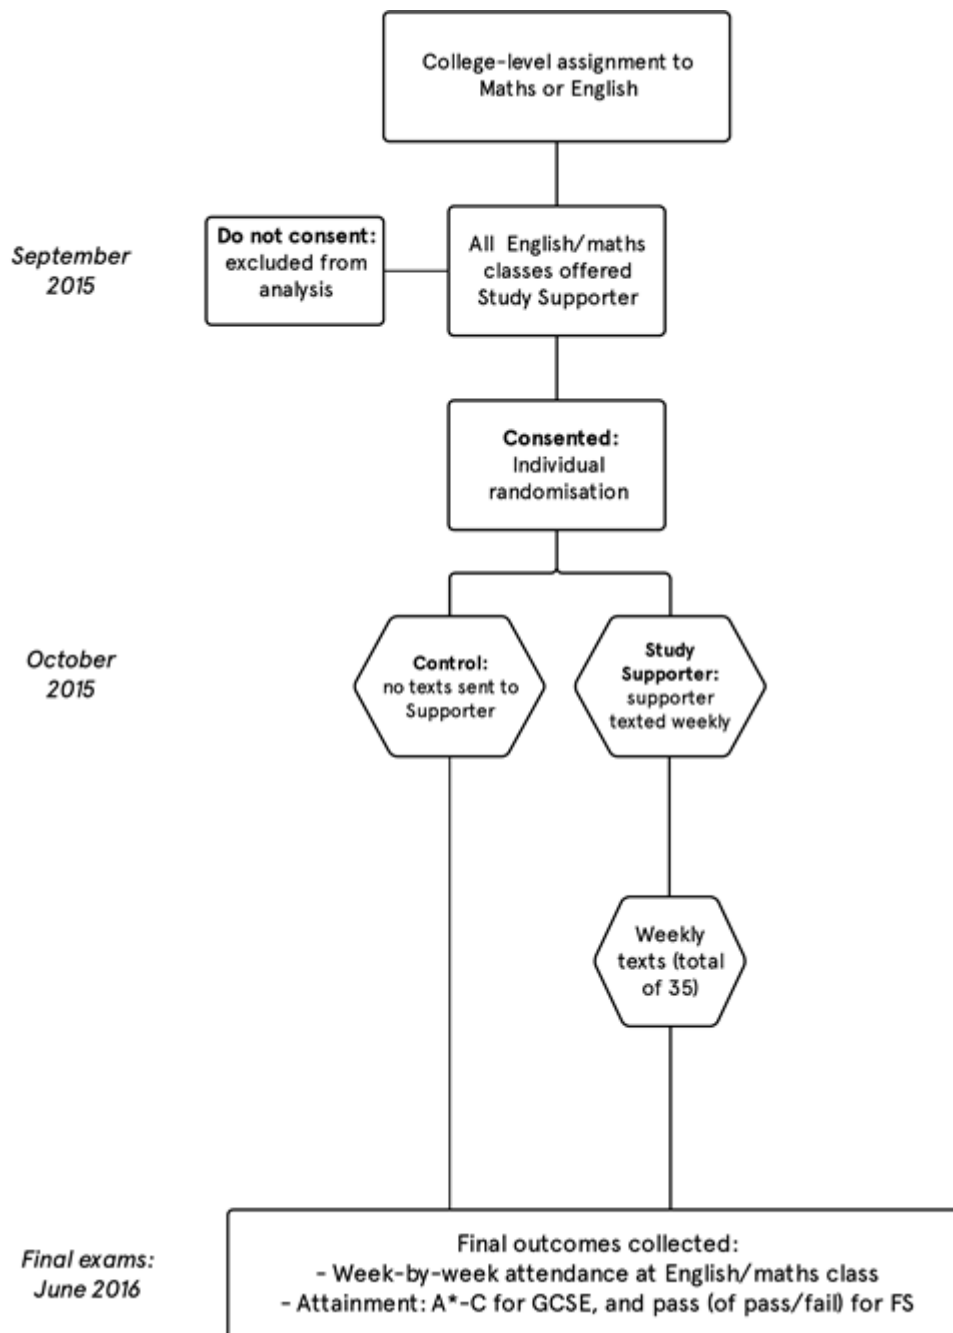 College-level assignment to
Maths or English
September
2015
Do not consent:
excluded from
analysis
All English/maths
classes offered
Study Supporter
Consented:
Individual
randomisation
October
2015
Control:
no texts sent to
Supporter
Study
Supporter:
supporter
texted weekly
Weekly
texts (total
of 35)
Final exams:
June 2016
Final outcomes collected:
- Week-by-week attendance at English/maths class
- Attainment: A*-C for GCSE, and pass (of pass/fail) for FS